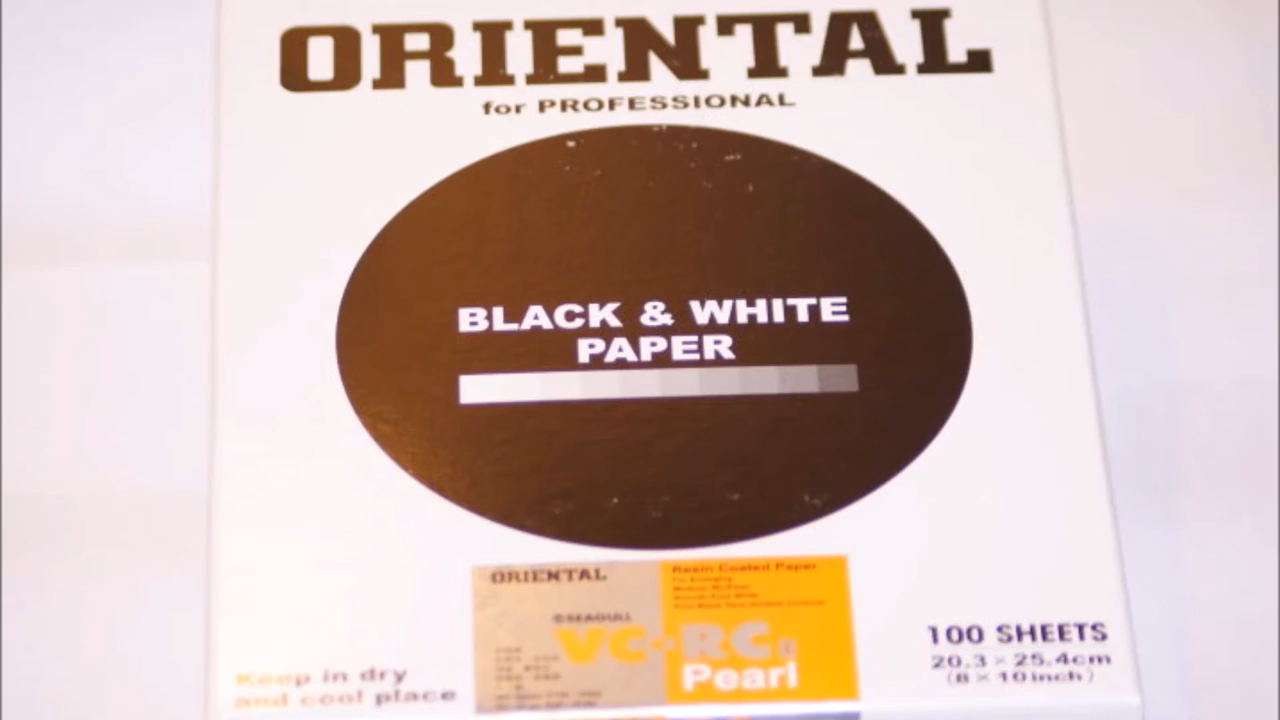 ORIENTAL
for PROFESSIONAL
BLACK & WHITE
PAPER
ORIENTAL
Resin Coated Paper
SEAGULL
VC-RC
Pearl
100 SHEETS
20.3 × 25.4cm
(8 × 10inch)
Keep in dry
and cool place